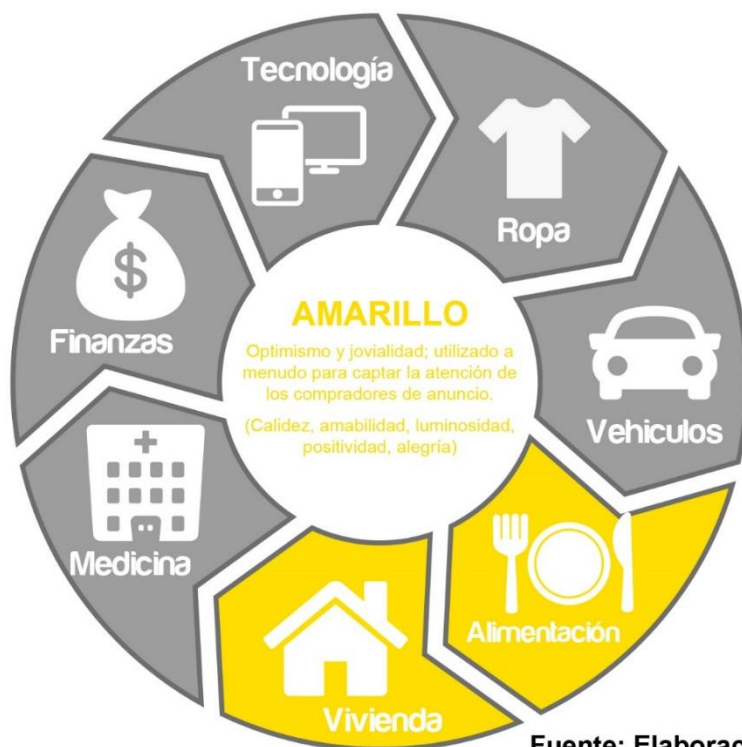 Tecnología
Ropa
$
Finanzas
AMARILLO
Optimismo y jovialidad; utilizado a
menudo para captar la atención de
los compradores de anuncio.
(Calidez, amabilidad, luminosidad,
positividad, alegría)
Vehiculos
Medicina
Alimentación
Vivienda
Fuente: